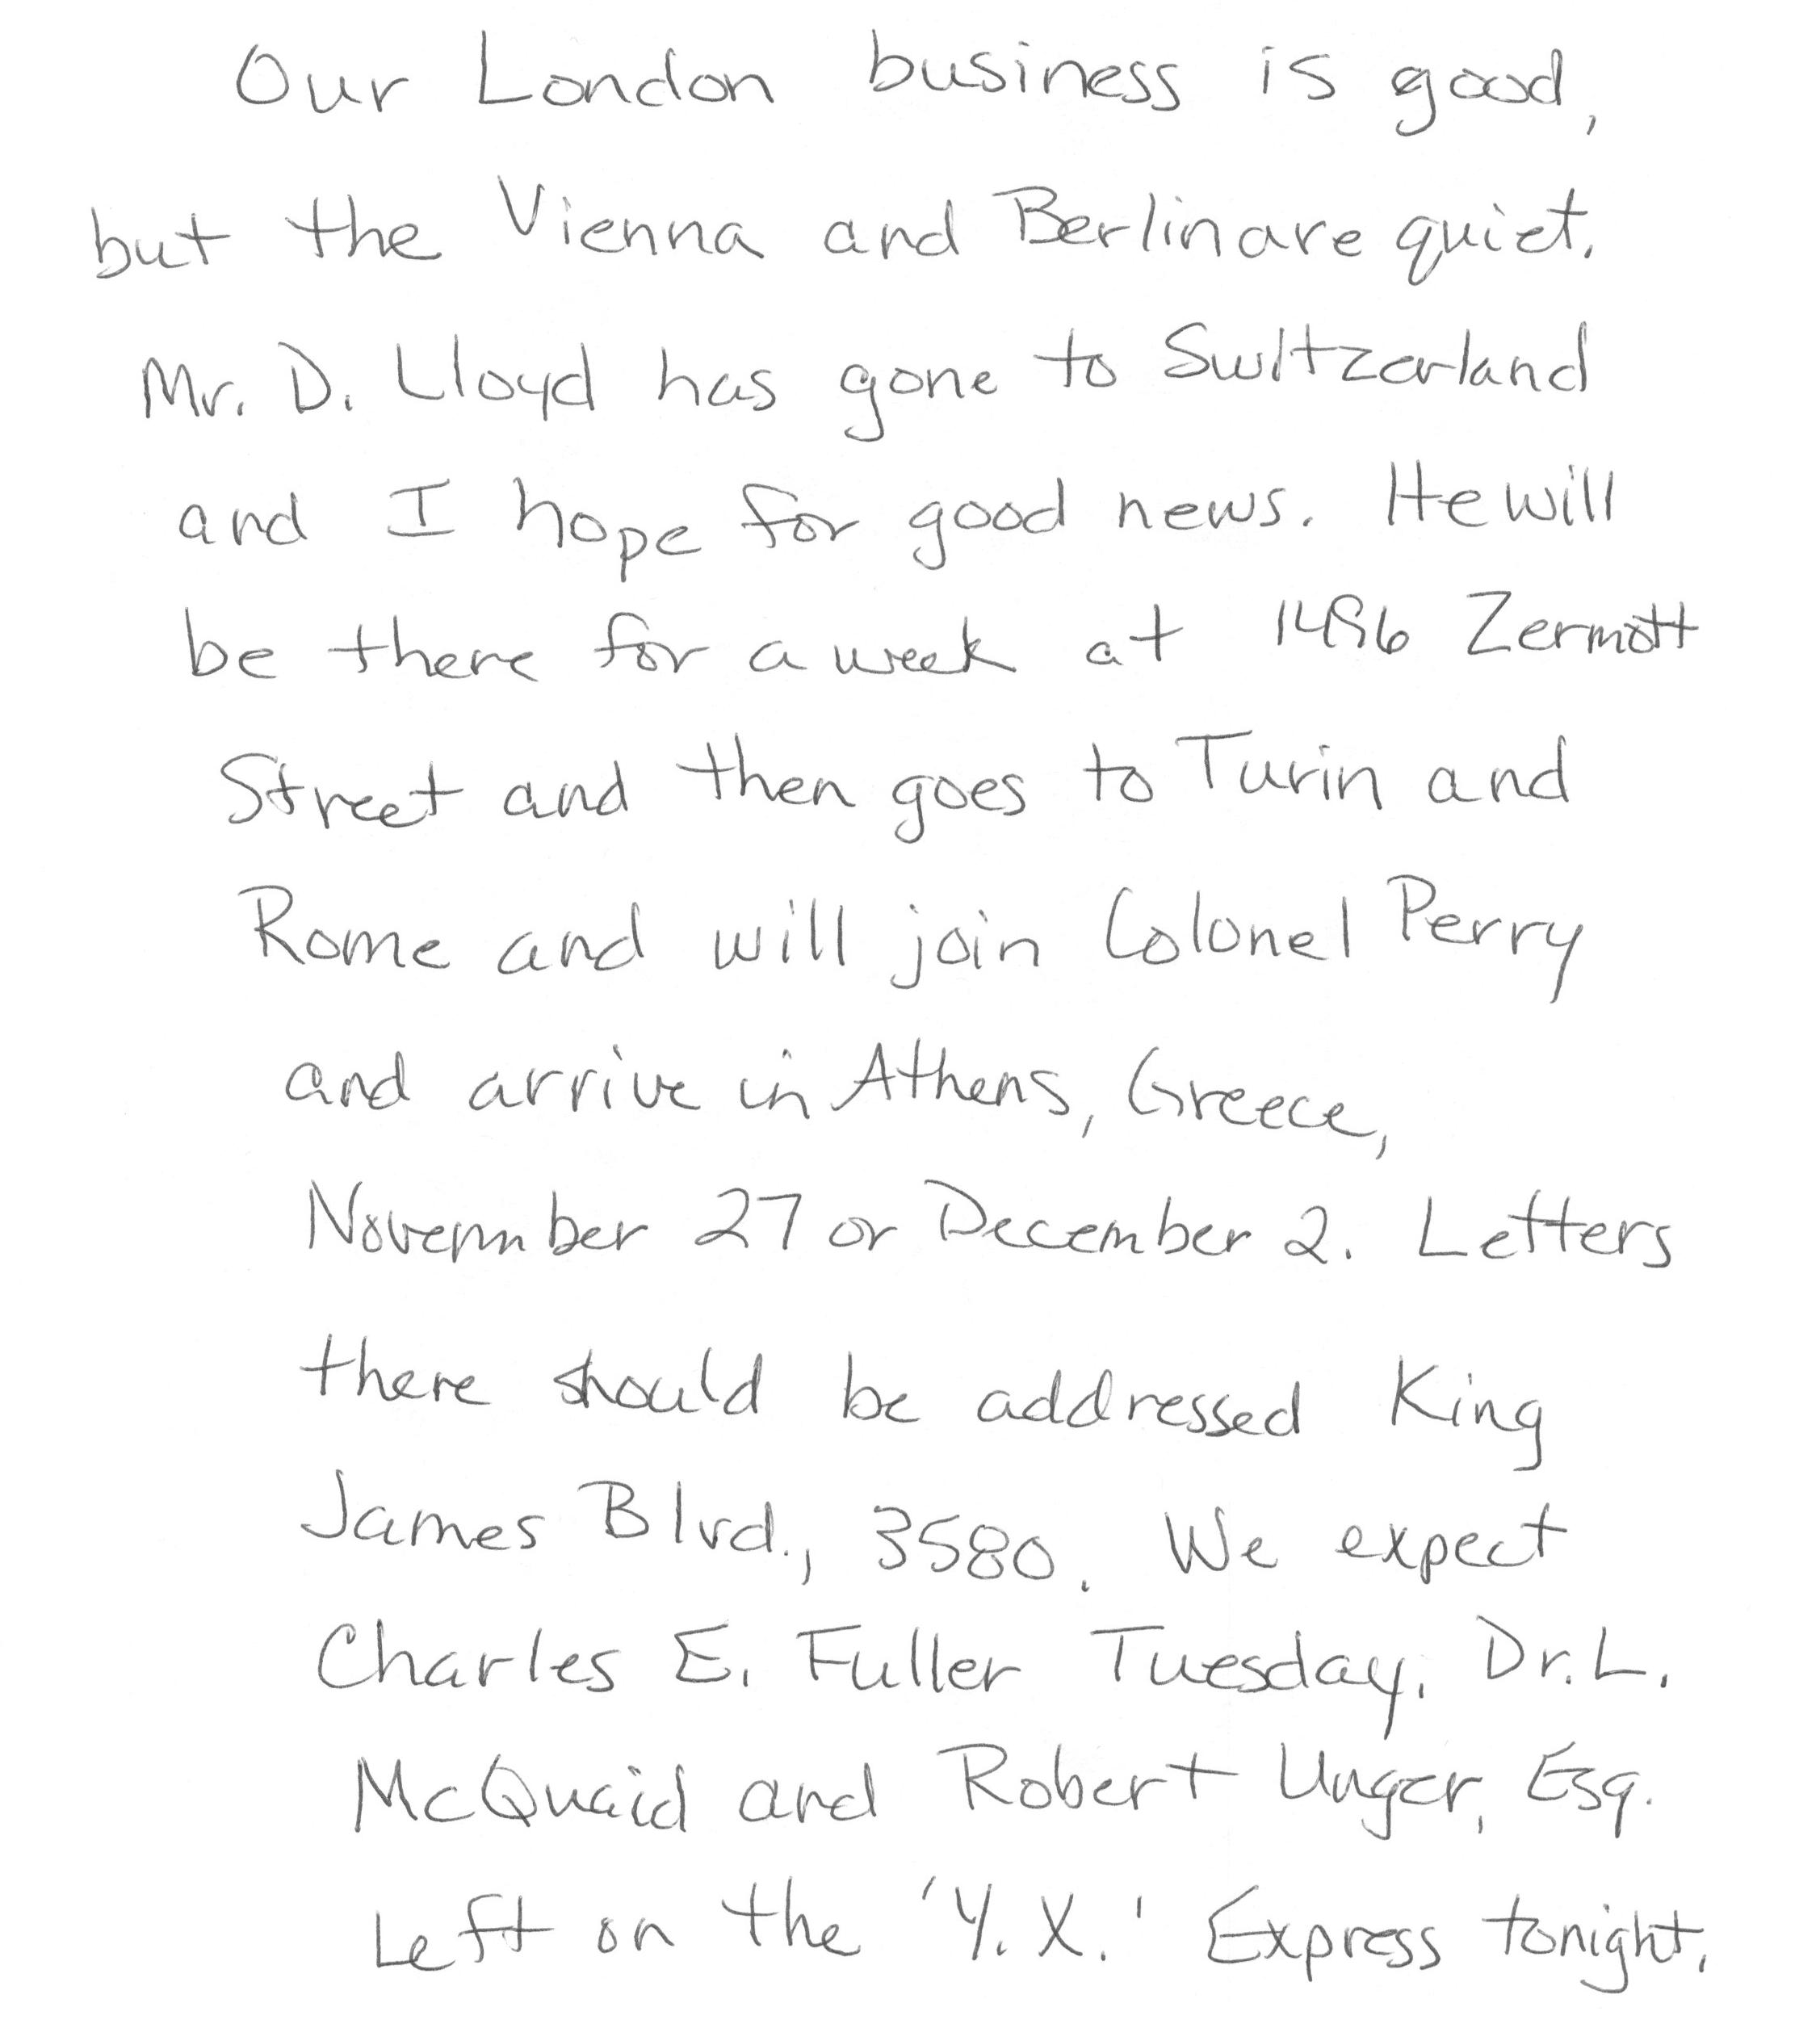 Our London business is good,
but the Vienna and Berlin are quiet.
Mr. D. Lloyd has gone to Switzerland
and I hope for good news. He will
be there for a week at 1496 Zermott
Street and then goes to Turin and
Rome and will join Colonel Perry
and arrive in Athens, Greece,
November 27 or December 2. Letters
there should be addressed King
James Blvd., 3580. We expect
Charles E. Fuller Tuesday. Dr. L.
McQuaid and Robert Unger, Esq.
Left on the 'Y. X.' Express tonight.